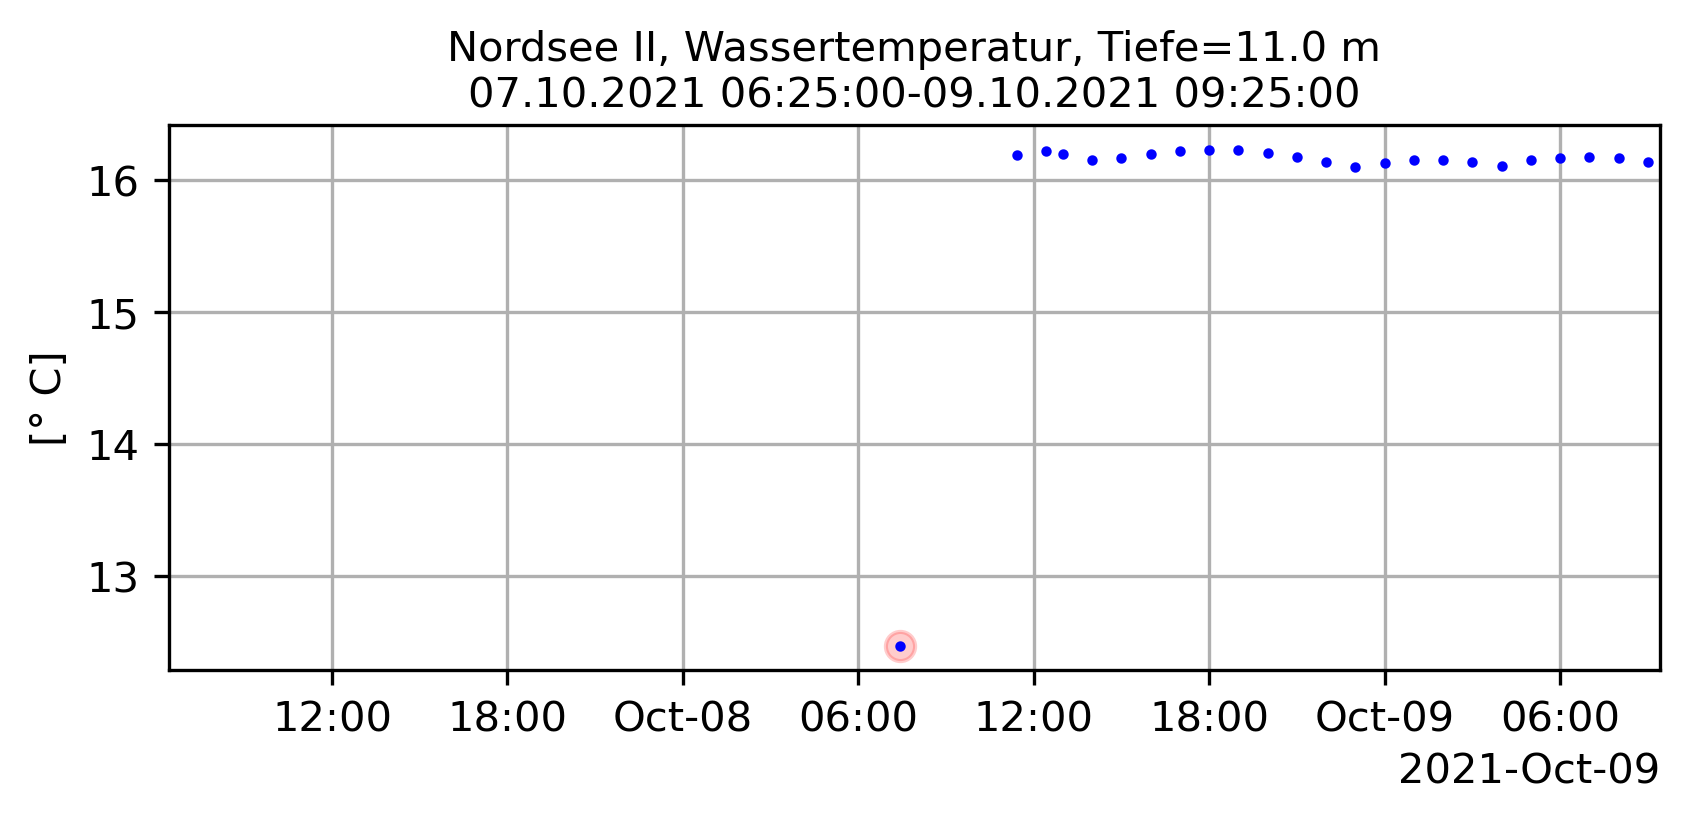 Nordsee II, Wassertemperatur, Tiefe=11.0 m
07.10.2021 06:25:00-09.10.2021 09:25:00
[° C]
16
15
14
13
12:00 18:00 Oct-08 06:00 12:00 18:00 Oct-09 06:00
2021-Oct-09